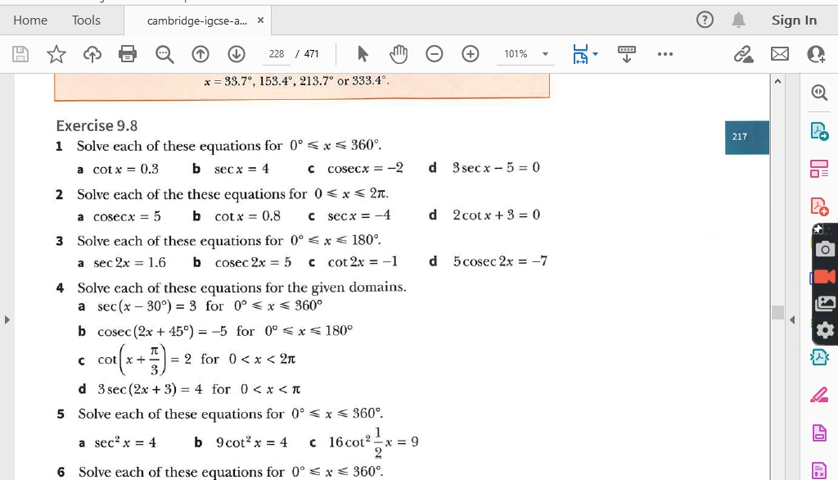 Home Tools cambridge-igcse-a... × Sign In
228 / 471 101%
x = 33.7°, 153.4°, 213.7° or 333.4°.
Exercise 9.8
217
1 Solve each of these equations for 0° ⩽ x ⩽ 360°.
a cot x = 0.3 b sec x = 4 c cosec x = −2 d 3 sec x − 5 = 0
2 Solve each of the these equations for 0 ⩽ x ⩽ 2π.
a cosec x = 5 b cot x = 0.8 c sec x = −4 d 2 cot x + 3 = 0
3 Solve each of these equations for 0° ⩽ x ⩽ 180°.
a sec 2x = 1.6 b cosec 2x = 5 c cot 2x = −1 d 5 cosec 2x = −7
4 Solve each of these equations for the given domains.
a sec (x − 30°) = 3 for 0° ⩽ x ⩽ 360°
b cosec (2x + 45°) = −5 for 0° ⩽ x ⩽ 180°
c cot(x + π/3) = 2 for 0 < x < 2π
d 3 sec (2x + 3) = 4 for 0 < x < π
5 Solve each of these equations for 0° ⩽ x ⩽ 360°.
a sec² x = 4 b 9 cot² x = 4 c 16 cot² 1/2 x = 9
6 Solve each of these equations for 0° ⩽ x ⩽ 360°.